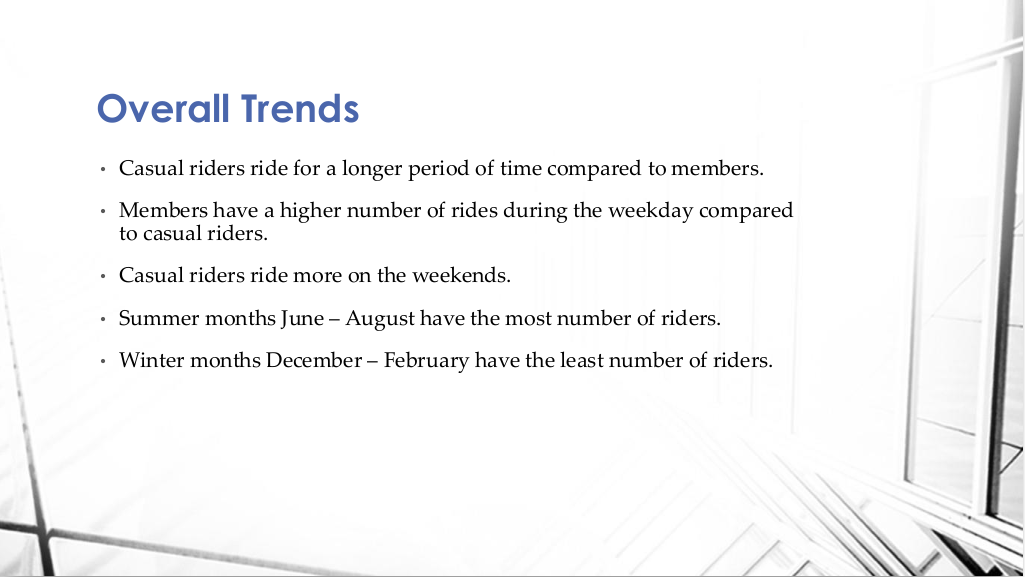 Overall Trends
• Casual riders ride for a longer period of time compared to members.
• Members have a higher number of rides during the weekday compared
to casual riders.
• Casual riders ride more on the weekends.
• Summer months June – August have the most number of riders.
• Winter months December – February have the least number of riders.